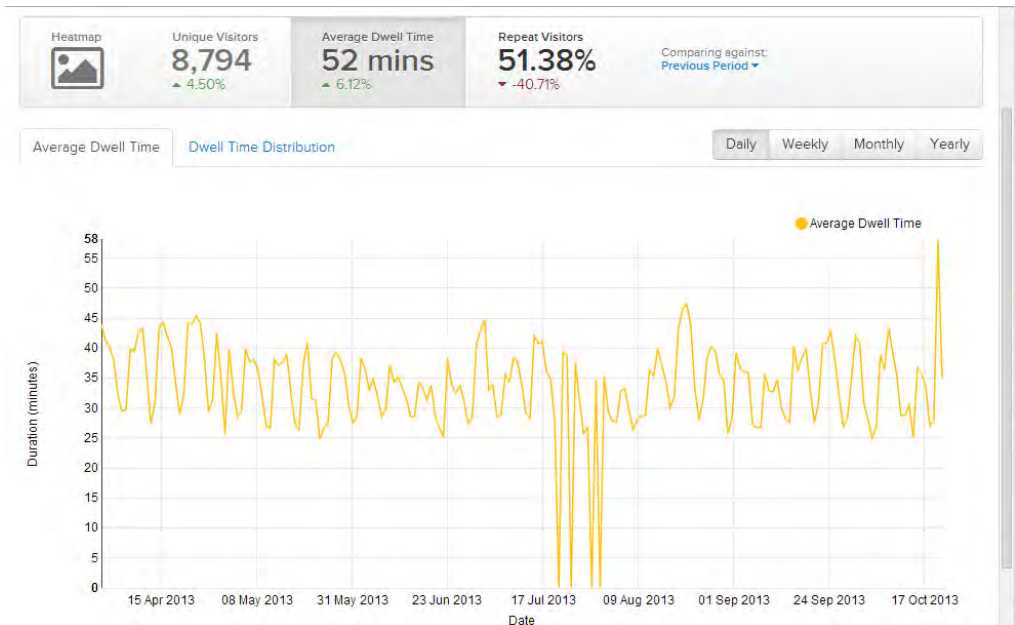 Heatmap
Unique Visitors
8,794
4.50%
Average Dwell Time
52 mins
6.12%
Repeat Visitors
51.38%
-40.71%
Comparing against:
Previous Period
Average Dwell Time
Dwell Time Distribution
Daily
Weekly
Monthly
Yearly
Average Dwell Time
Duration (minutes)
58
55
50
45
40
35
30
25
20
15
10
5
0
15 Apr 2013
08 May 2013
31 May 2013
23 Jun 2013
17 Jul 2013
09 Aug 2013
01 Sep 2013
24 Sep 2013
17 Oct 2013
Date